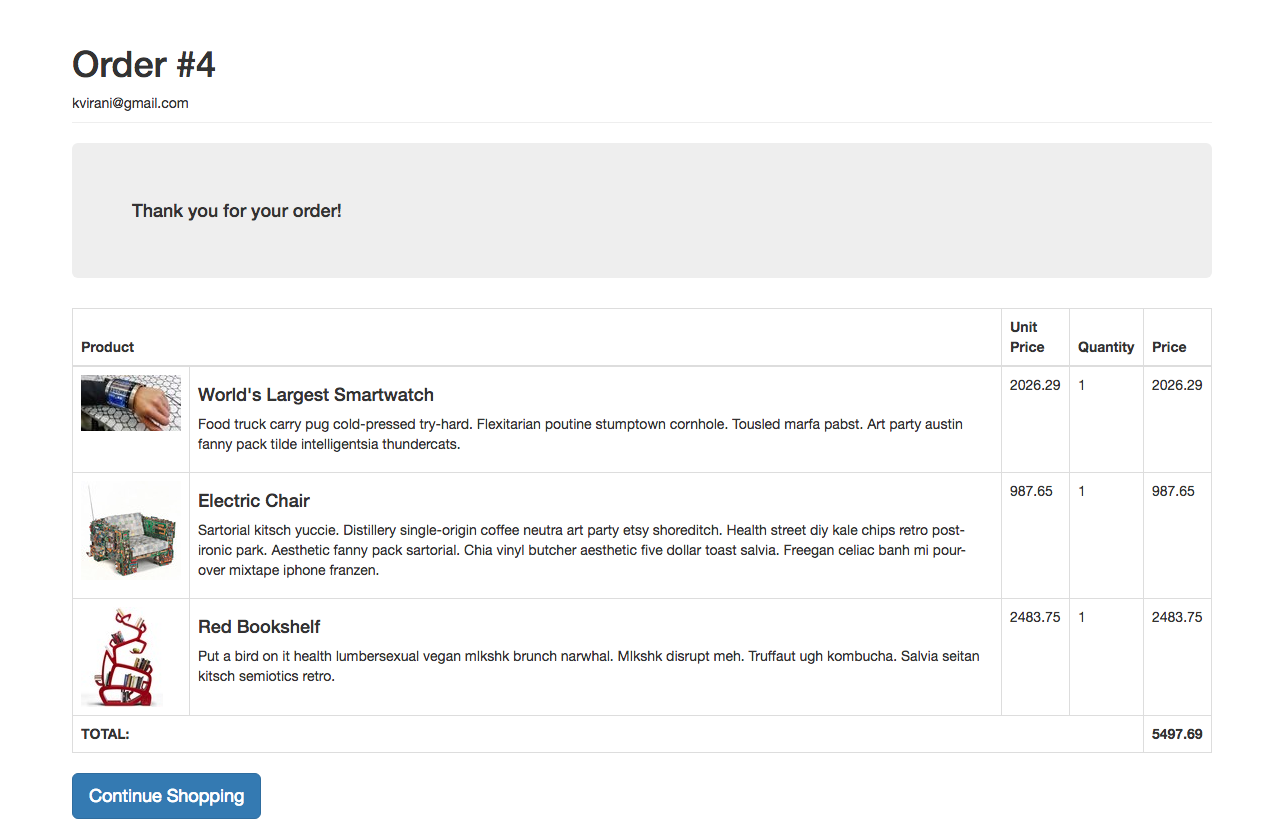 Order #4
kvirani@gmail.com
Thank you for your order!
Product
Unit
Price
Quantity
Price
World's Largest Smartwatch
2026.29
1
2026.29
Food truck carry pug cold-pressed try-hard. Flexitarian poutine stumptown cornhole. Tousled marfa pabst. Art party austin
fanny pack tilde intelligentsia thundercats.
Electric Chair
987.65
1
987.65
Sartorial kitsch yuccie. Distillery single-origin coffee neutra art party etsy shoreditch. Health street diy kale chips retro post-
ironic park. Aesthetic fanny pack sartorial. Chia vinyl butcher aesthetic five dollar toast salvia. Freegan celiac banh mi pour-
over mixtape iphone franzen.
Red Bookshelf
2483.75
1
2483.75
Put a bird on it health lumbersexual vegan mlkshk brunch narwhal. Mlkshk disrupt meh. Truffaut ugh kombucha. Salvia seitan
kitsch semiotics retro.
TOTAL:
5497.69
Continue Shopping